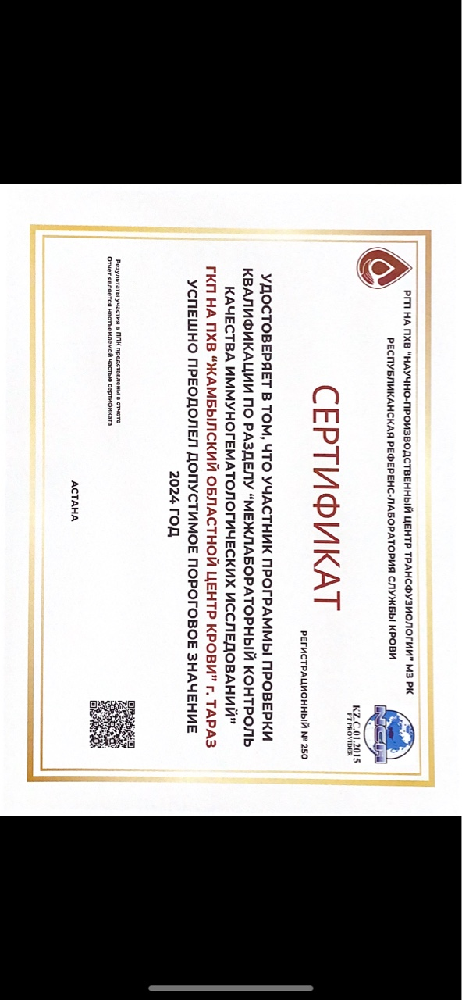 РГП НА ПХВ "НАУЧНО-ПРОИЗВОДСТВЕННЫЙ ЦЕНТР ТРАНСФУЗИОЛОГИИ" МЗ РК
РЕСПУБЛИКАНСКАЯ РЕФЕРЕНС-ЛАБОРАТОРИЯ СЛУЖБЫ КРОВИ
NCA
KZ.C.01.2015
PT PROVIDER
СЕРТИФИКАТ
РЕГИСТРАЦИОННЫЙ № 250
УДОСТОВЕРЯЕТ В ТОМ, ЧТО УЧАСТНИК ПРОГРАММЫ ПРОВЕРКИ
КВАЛИФИКАЦИИ ПО РАЗДЕЛУ "МЕЖЛАБОРАТОРНЫЙ КОНТРОЛЬ
КАЧЕСТВА ИММУНОГЕМАТОЛОГИЧЕСКИХ ИССЛЕДОВАНИЙ"
ГКП НА ПХВ "ЖАМБЫЛСКИЙ ОБЛАСТНОЙ ЦЕНТР КРОВИ" г. ТАРАЗ
УСПЕШНО ПРЕОДОЛЕЛ ДОПУСТИМОЕ ПОРОГОВОЕ ЗНАЧЕНИЕ
2024 ГОД
Результаты участия в ППК представлены в отчете
Отчет является неотъемлемой частью сертификата
АСТАНА